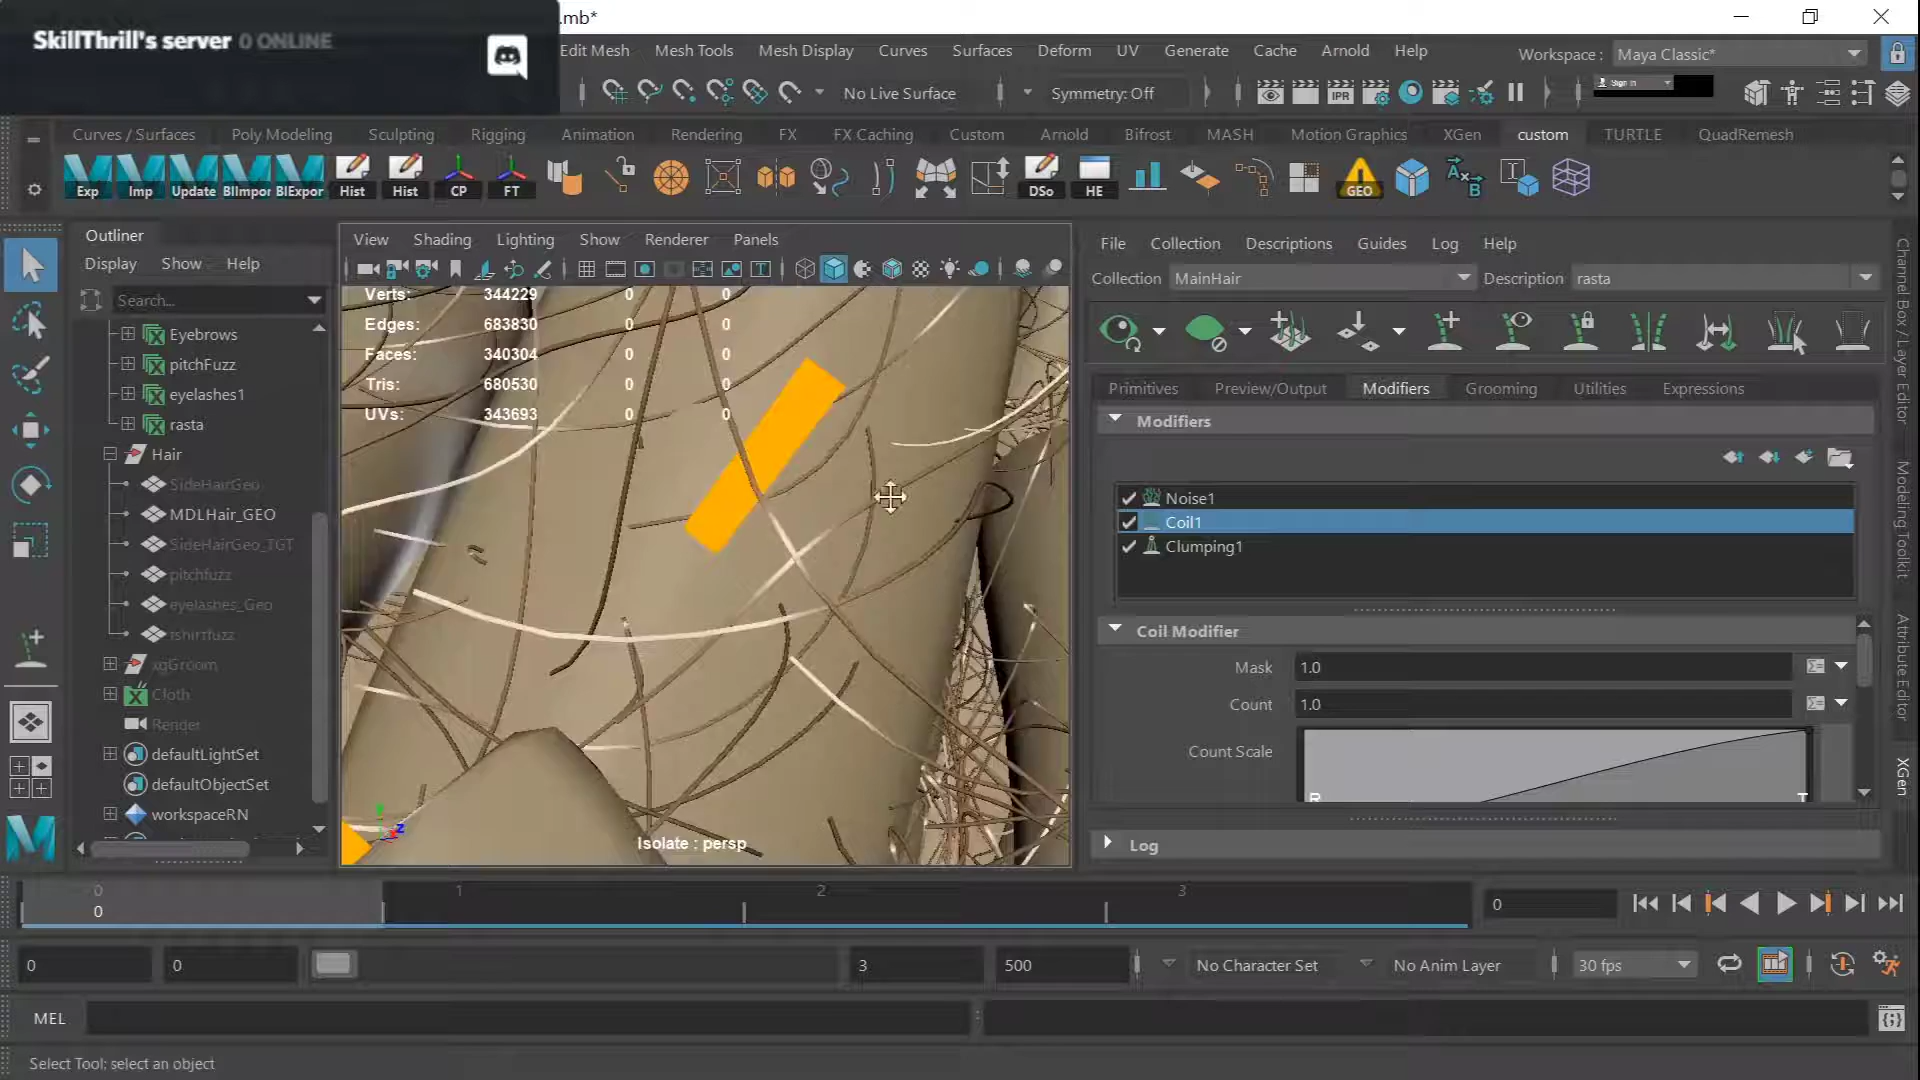 SkillThrill's server 0 ONLINE
.mb*
Edit Mesh Mesh Tools Mesh Display Curves Surfaces Deform UV Generate Cache Arnold Help
Workspace : Maya Classic*
No Live Surface
Symmetry: Off
IPR
Sign In
Curves / Surfaces Poly Modeling Sculpting Rigging Animation Rendering FX FX Caching Custom Arnold Bifrost MASH Motion Graphics XGen custom TURTLE QuadRemesh
Exp Imp Update BIImpor BIExpor Hist Hist CP FT DSo HE GEO
Outliner
Display Show Help
Search...
Eyebrows
pitchFuzz
eyelashes1
rasta
Hair
SideHairGeo
MDLHair_GEO
SideHairGeo_TGT
pitchfuzz
eyelashes_Geo
tshirtfuzz
xgGroom
Cloth
Render
defaultLightSet
defaultObjectSet
workspaceRN
View Shading Lighting Show Renderer Panels
Verts: 344229 0 0
Edges: 683830 0 0
Faces: 340304 0 0
Tris: 680530 0 0
UVs: 343693 0 0
z
Isolate : persp
File Collection Descriptions Guides Log Help
Collection MainHair Description rasta
Primitives Preview/Output Modifiers Grooming Utilities Expressions
Modifiers
Noise1
Coil1
Clumping1
Coil Modifier
Mask 1.0
Count 1.0
Count Scale
R T
Log
Channel Box / Layer Editor
Modeling Toolkit
Attribute Editor
XGen
0 1 2 3
0
0
0 0 3 500 No Character Set No Anim Layer 30 fps
MEL
Select Tool: select an object